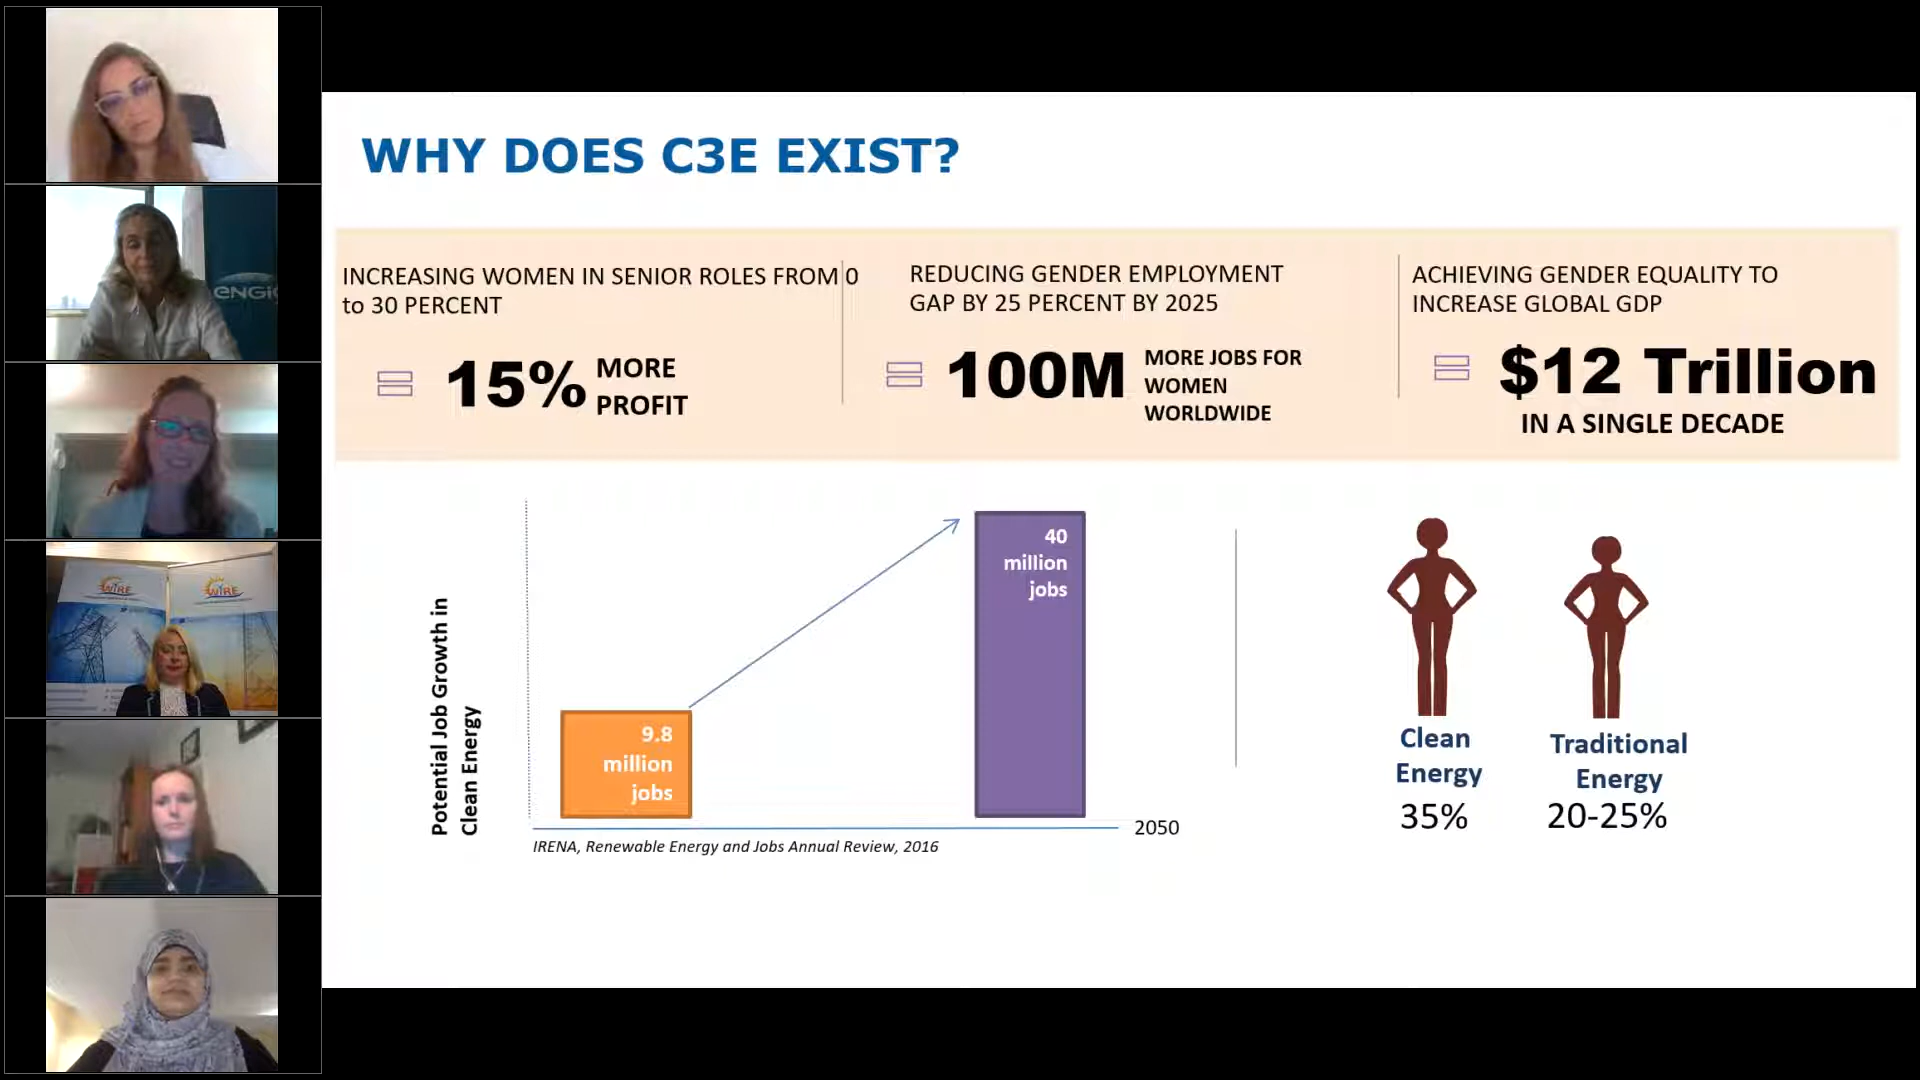 WHY DOES C3E EXIST?
INCREASING WOMEN IN SENIOR ROLES FROM 0
to 30 PERCENT
15% MORE
PROFIT
REDUCING GENDER EMPLOYMENT
GAP BY 25 PERCENT BY 2025
100M MORE JOBS FOR
WOMEN
WORLDWIDE
ACHIEVING GENDER EQUALITY TO
INCREASE GLOBAL GDP
$12 Trillion
IN A SINGLE DECADE
Potential Job Growth in
Clean Energy
9.8
million
jobs
40
million
jobs
2050
IRENA, Renewable Energy and Jobs Annual Review, 2016
Clean
Energy
35%
Traditional
Energy
20-25%
ENGI
WIRE
WIRE